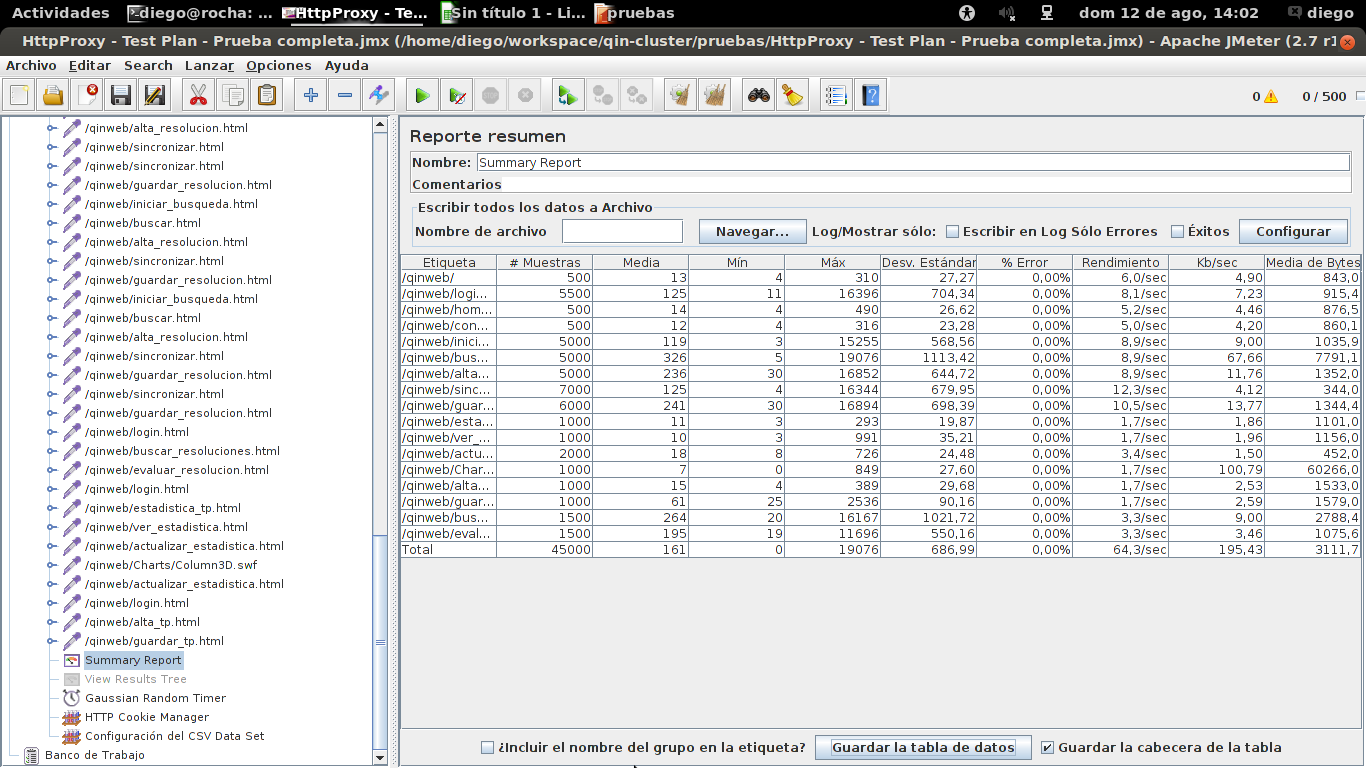 Actividades diego@rocha: ... HttpProxy - Te... Sin título 1 - Li... pruebas dom 12 de ago, 14:02 diego
HttpProxy - Test Plan - Prueba completa.jmx (/home/diego/workspace/qin-cluster/pruebas/HttpProxy - Test Plan - Prueba completa.jmx) - Apache JMeter (2.7 r1
Archivo Editar Search Lanzar Opciones Ayuda
0 0 / 500
/qinweb/alta_resolucion.html
/qinweb/sincronizar.html
/qinweb/sincronizar.html
/qinweb/guardar_resolucion.html
/qinweb/iniciar_busqueda.html
/qinweb/buscar.html
/qinweb/alta_resolucion.html
/qinweb/sincronizar.html
/qinweb/guardar_resolucion.html
/qinweb/iniciar_busqueda.html
/qinweb/buscar.html
/qinweb/alta_resolucion.html
/qinweb/sincronizar.html
/qinweb/guardar_resolucion.html
/qinweb/sincronizar.html
/qinweb/guardar_resolucion.html
/qinweb/login.html
/qinweb/buscar_resoluciones.html
/qinweb/evaluar_resolucion.html
/qinweb/login.html
/qinweb/estadistica_tp.html
/qinweb/ver_estadistica.html
/qinweb/actualizar_estadistica.html
/qinweb/Charts/Column3D.swf
/qinweb/actualizar_estadistica.html
/qinweb/login.html
/qinweb/alta_tp.html
/qinweb/guardar_tp.html
Summary Report
View Results Tree
Gaussian Random Timer
HTTP Cookie Manager
Configuración del CSV Data Set
Banco de Trabajo
Reporte resumen
Nombre: Summary Report
Comentarios
Escribir todos los datos a Archivo
Nombre de archivo Navegar... Log/Mostrar sólo: Escribir en Log Sólo Errores Éxitos Configurar
Etiqueta # Muestras Media Mín Máx Desv. Estándar % Error Rendimiento Kb/sec Media de Bytes
/qinweb/ 500 13 4 310 27,27 0,00% 6,0/sec 4,90 843,0
/qinweb/logi... 5500 125 11 16396 704,34 0,00% 8,1/sec 7,23 915,4
/qinweb/hom... 500 14 4 490 26,62 0,00% 5,2/sec 4,46 876,5
/qinweb/con... 500 12 4 316 23,28 0,00% 5,0/sec 4,20 860,1
/qinweb/inici... 5000 119 3 15255 568,56 0,00% 8,9/sec 9,00 1035,9
/qinweb/bus... 5000 326 5 19076 1113,42 0,00% 8,9/sec 67,66 7791,1
/qinweb/alta... 5000 236 30 16852 644,72 0,00% 8,9/sec 11,76 1352,0
/qinweb/sinc... 7000 125 4 16344 679,95 0,00% 12,3/sec 4,12 344,0
/qinweb/guar... 6000 241 30 16894 698,39 0,00% 10,5/sec 13,77 1344,4
/qinweb/esta... 1000 11 3 293 19,87 0,00% 1,7/sec 1,86 1101,0
/qinweb/ver_... 1000 10 3 991 35,21 0,00% 1,7/sec 1,96 1156,0
/qinweb/actu... 2000 18 8 726 24,48 0,00% 3,4/sec 1,50 452,0
/qinweb/Char... 1000 7 0 849 27,60 0,00% 1,7/sec 100,79 60266,0
/qinweb/alta... 1000 15 4 389 29,68 0,00% 1,7/sec 2,53 1533,0
/qinweb/guar... 1000 61 25 2536 90,16 0,00% 1,7/sec 2,59 1579,0
/qinweb/bus... 1500 264 20 16167 1021,72 0,00% 3,3/sec 9,00 2788,4
/qinweb/eval... 1500 195 19 11696 550,16 0,00% 3,3/sec 3,46 1075,6
Total 45000 161 0 19076 686,99 0,00% 64,3/sec 195,43 3111,7
¿Incluir el nombre del grupo en la etiqueta? Guardar la tabla de datos Guardar la cabecera de la tabla